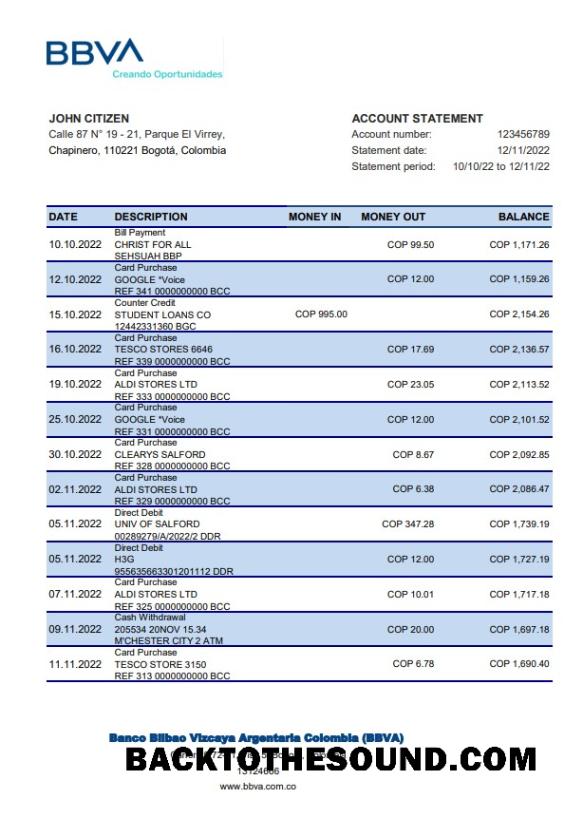 BBVA
Creando Oportunidades
JOHN CITIZEN
Calle 87 N° 19 - 21, Parque El Virrey,
Chapinero, 110221 Bogotá, Colombia
ACCOUNT STATEMENT
Account number: 123456789
Statement date: 12/11/2022
Statement period: 10/10/22 to 12/11/22
DATE DESCRIPTION MONEY IN MONEY OUT BALANCE
Bill Payment
10.10.2022 CHRIST FOR ALL COP 99.50 COP 1,171.26
SEHSUAH BBP
Card Purchase
12.10.2022 GOOGLE *Voice COP 12.00 COP 1,159.26
REF 341 0000000000 BCC
Counter Credit
15.10.2022 STUDENT LOANS CO COP 995.00 COP 2,154.26
12442331360 BGC
Card Purchase
16.10.2022 TESCO STORES 6646 COP 17.69 COP 2,136.57
REF 339 0000000000 BCC
Card Purchase
19.10.2022 ALDI STORES LTD COP 23.05 COP 2,113.52
REF 333 0000000000 BCC
Card Purchase
25.10.2022 GOOGLE *Voice COP 12.00 COP 2,101.52
REF 331 0000000000 BCC
Card Purchase
30.10.2022 CLEARYS SALFORD COP 8.67 COP 2,092.85
REF 328 0000000000 BCC
Card Purchase
02.11.2022 ALDI STORES LTD COP 6.38 COP 2,086.47
REF 329 0000000000 BCC
Direct Debit
05.11.2022 UNIV OF SALFORD COP 347.28 COP 1,739.19
00289279/A/2022/2 DDR
Direct Debit
05.11.2022 H3G COP 12.00 COP 1,727.19
955635663301201112 DDR
Card Purchase
07.11.2022 ALDI STORES LTD COP 10.01 COP 1,717.18
REF 325 0000000000 BCC
Cash Withdrawal
09.11.2022 205534 20NOV 15.34 COP 20.00 COP 1,697.18
M'CHESTER CITY 2 ATM
Card Purchase
11.11.2022 TESCO STORE 3150 COP 6.78 COP 1,690.40
REF 313 0000000000 BCC
Banco Bilbao Vizcaya Argentaria Colombia (BBVA)
BACKTOTHESOUND.COM
www.bbva.com.co